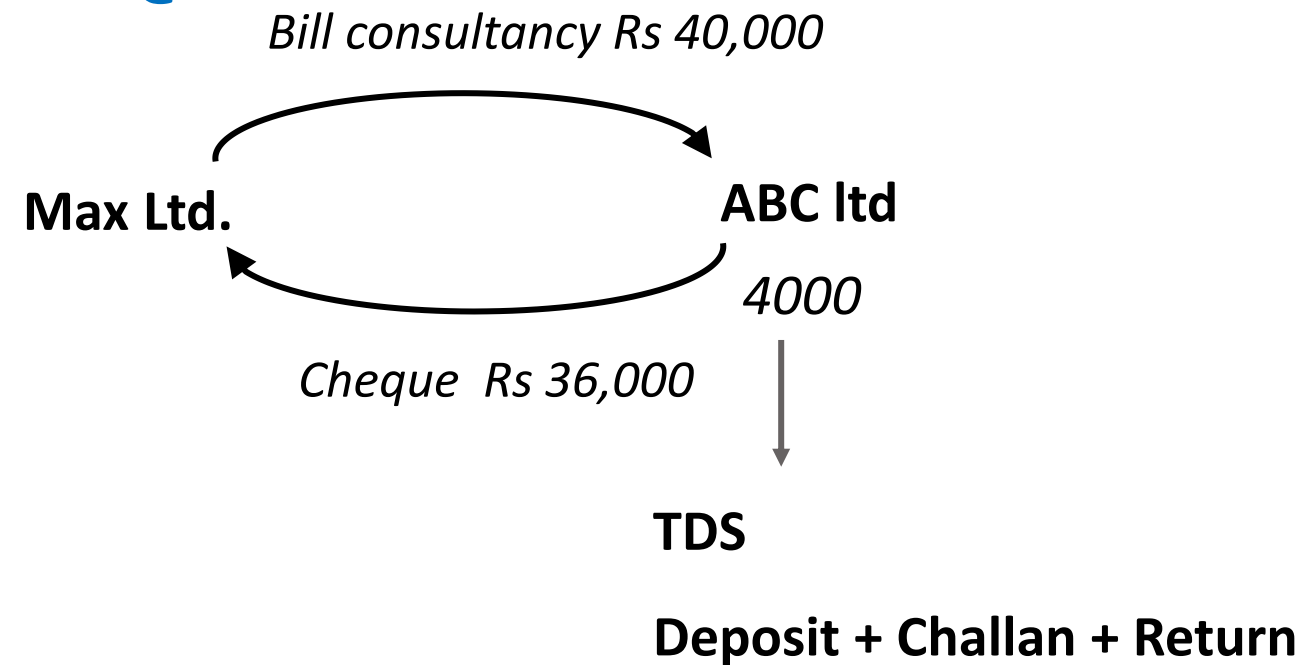 Bill consultancy Rs 40,000
Max Ltd.
ABC ltd
4000
Cheque Rs 36,000
TDS
Deposit + Challan + Return